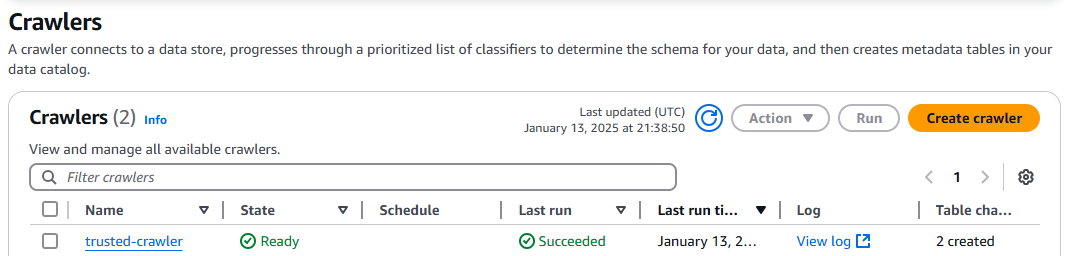 Crawlers
A crawler connects to a data store, progresses through a prioritized list of classifiers to determine the schema for your data, and then creates metadata tables in your
data catalog.
Crawlers (2) Info
Last updated (UTC)
January 13, 2025 at 21:38:50
Action
Run
Create crawler
View and manage all available crawlers.
Filter crawlers
1
Name State Schedule Last run Last run ti... Log Table cha...
trusted-crawler Ready Succeeded January 13, 2... View log 2 created